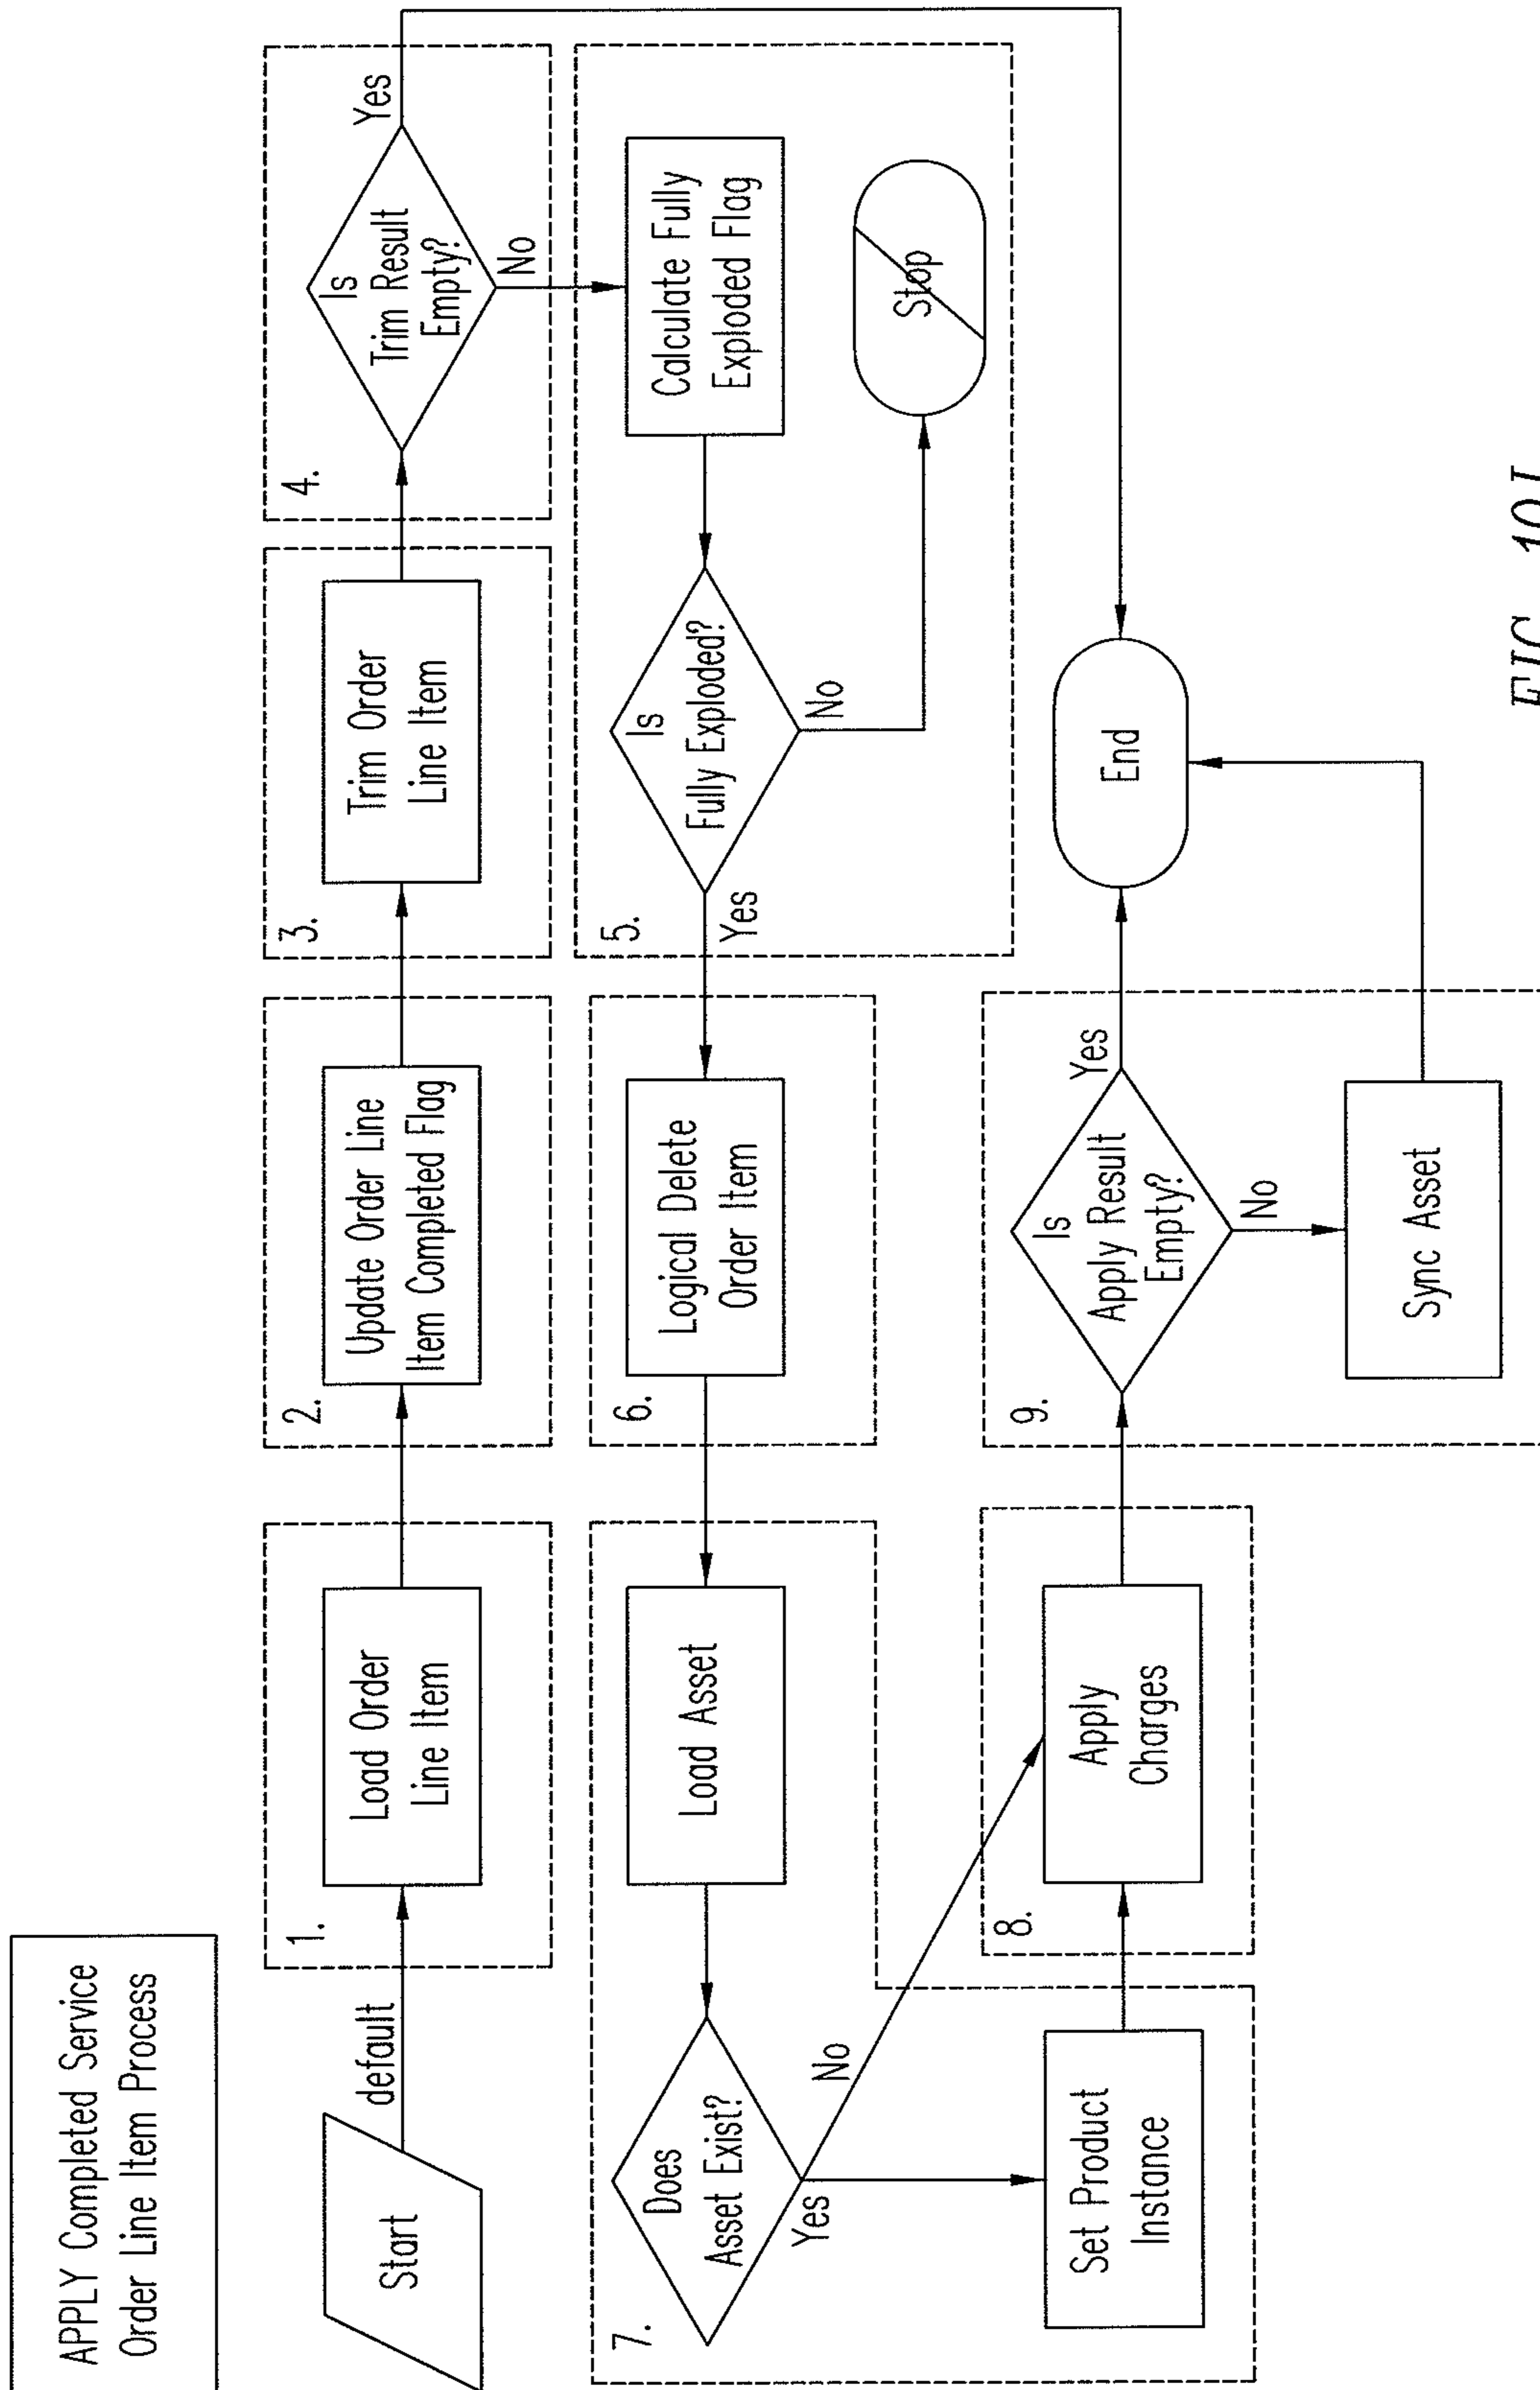 APPLY Completed Service
Order Line Item Process
Start
default
1.
Load Order
Line Item
2.
Update Order Line
Item Completed Flag
3.
Trim Order
Line Item
4.
Is
Trim Result
Empty?
Yes
No
5.
Calculate Fully
Exploded Flag
Is
Fully Exploded?
No
Stop
Yes
6.
Logical Delete
Order Item
7.
Load Asset
Does
Asset Exist?
No
Yes
Set Product
Instance
8.
Apply
Charges
9.
Is
Apply Result
Empty?
Yes
No
Sync Asset
End